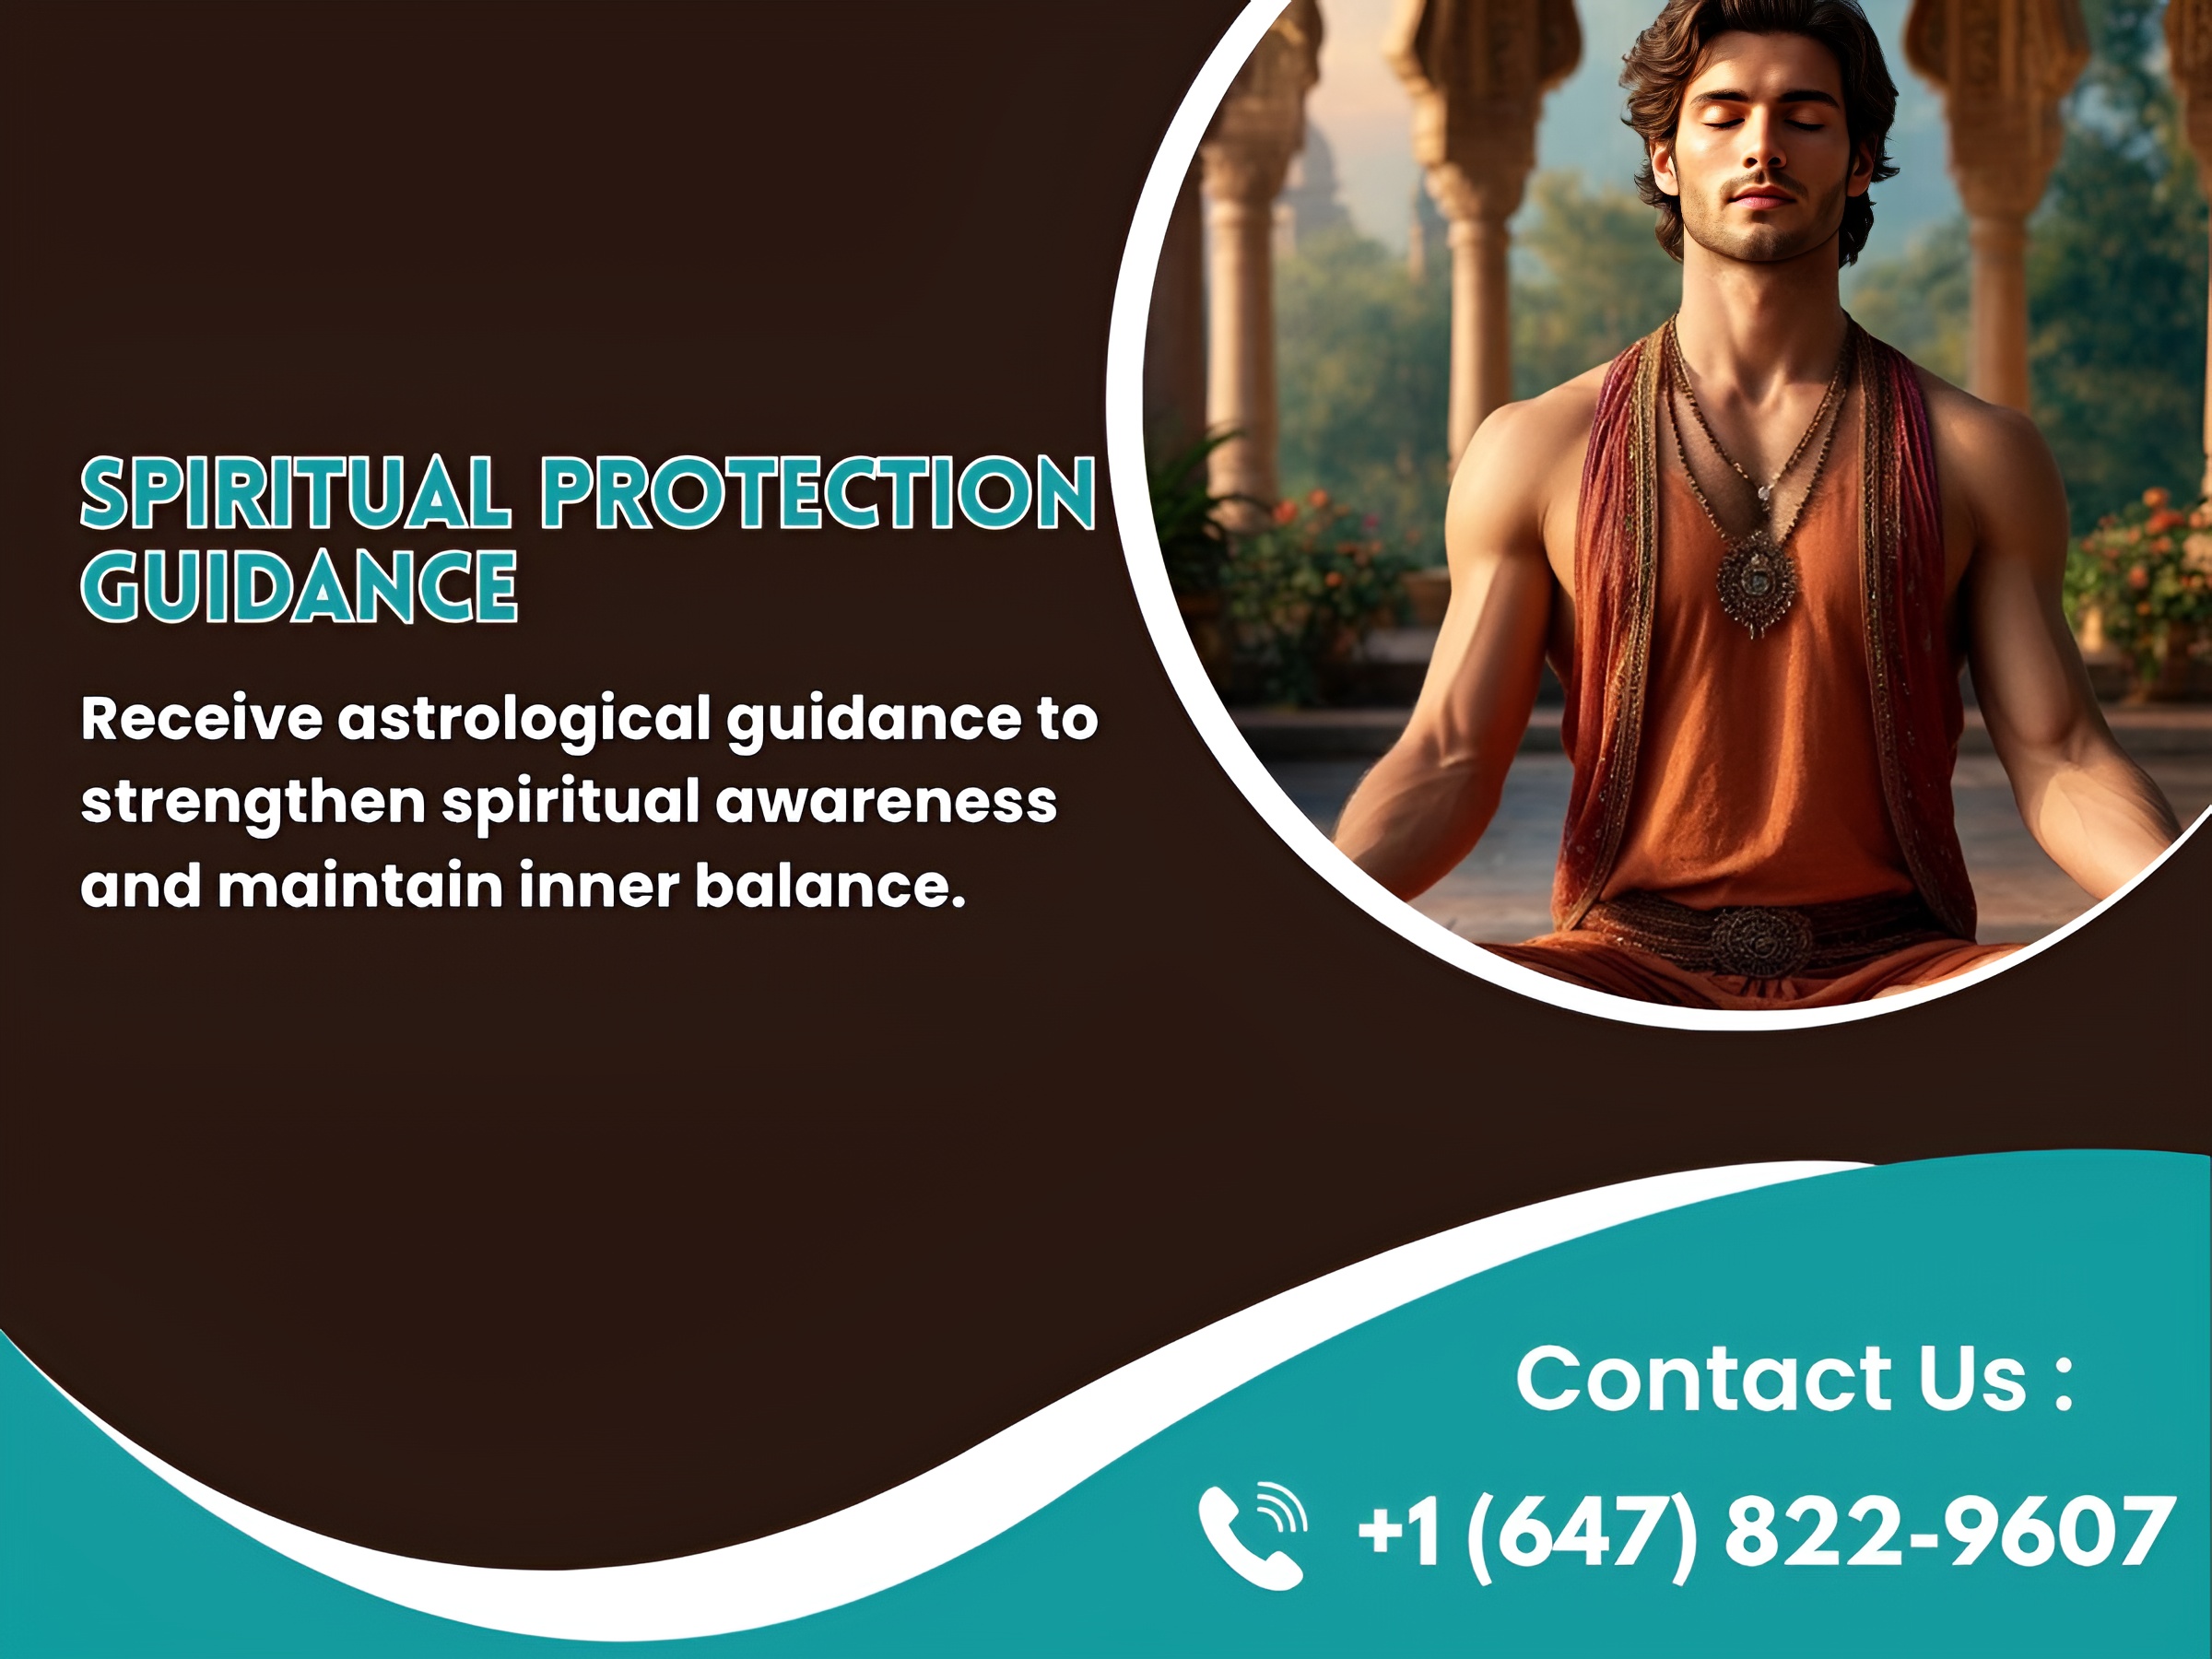 SPIRITUAL PROTECTION
GUIDANCE
Receive astrological guidance to
strengthen spiritual awareness
and maintain inner balance.
Contact Us :
+1 (647) 822-9607